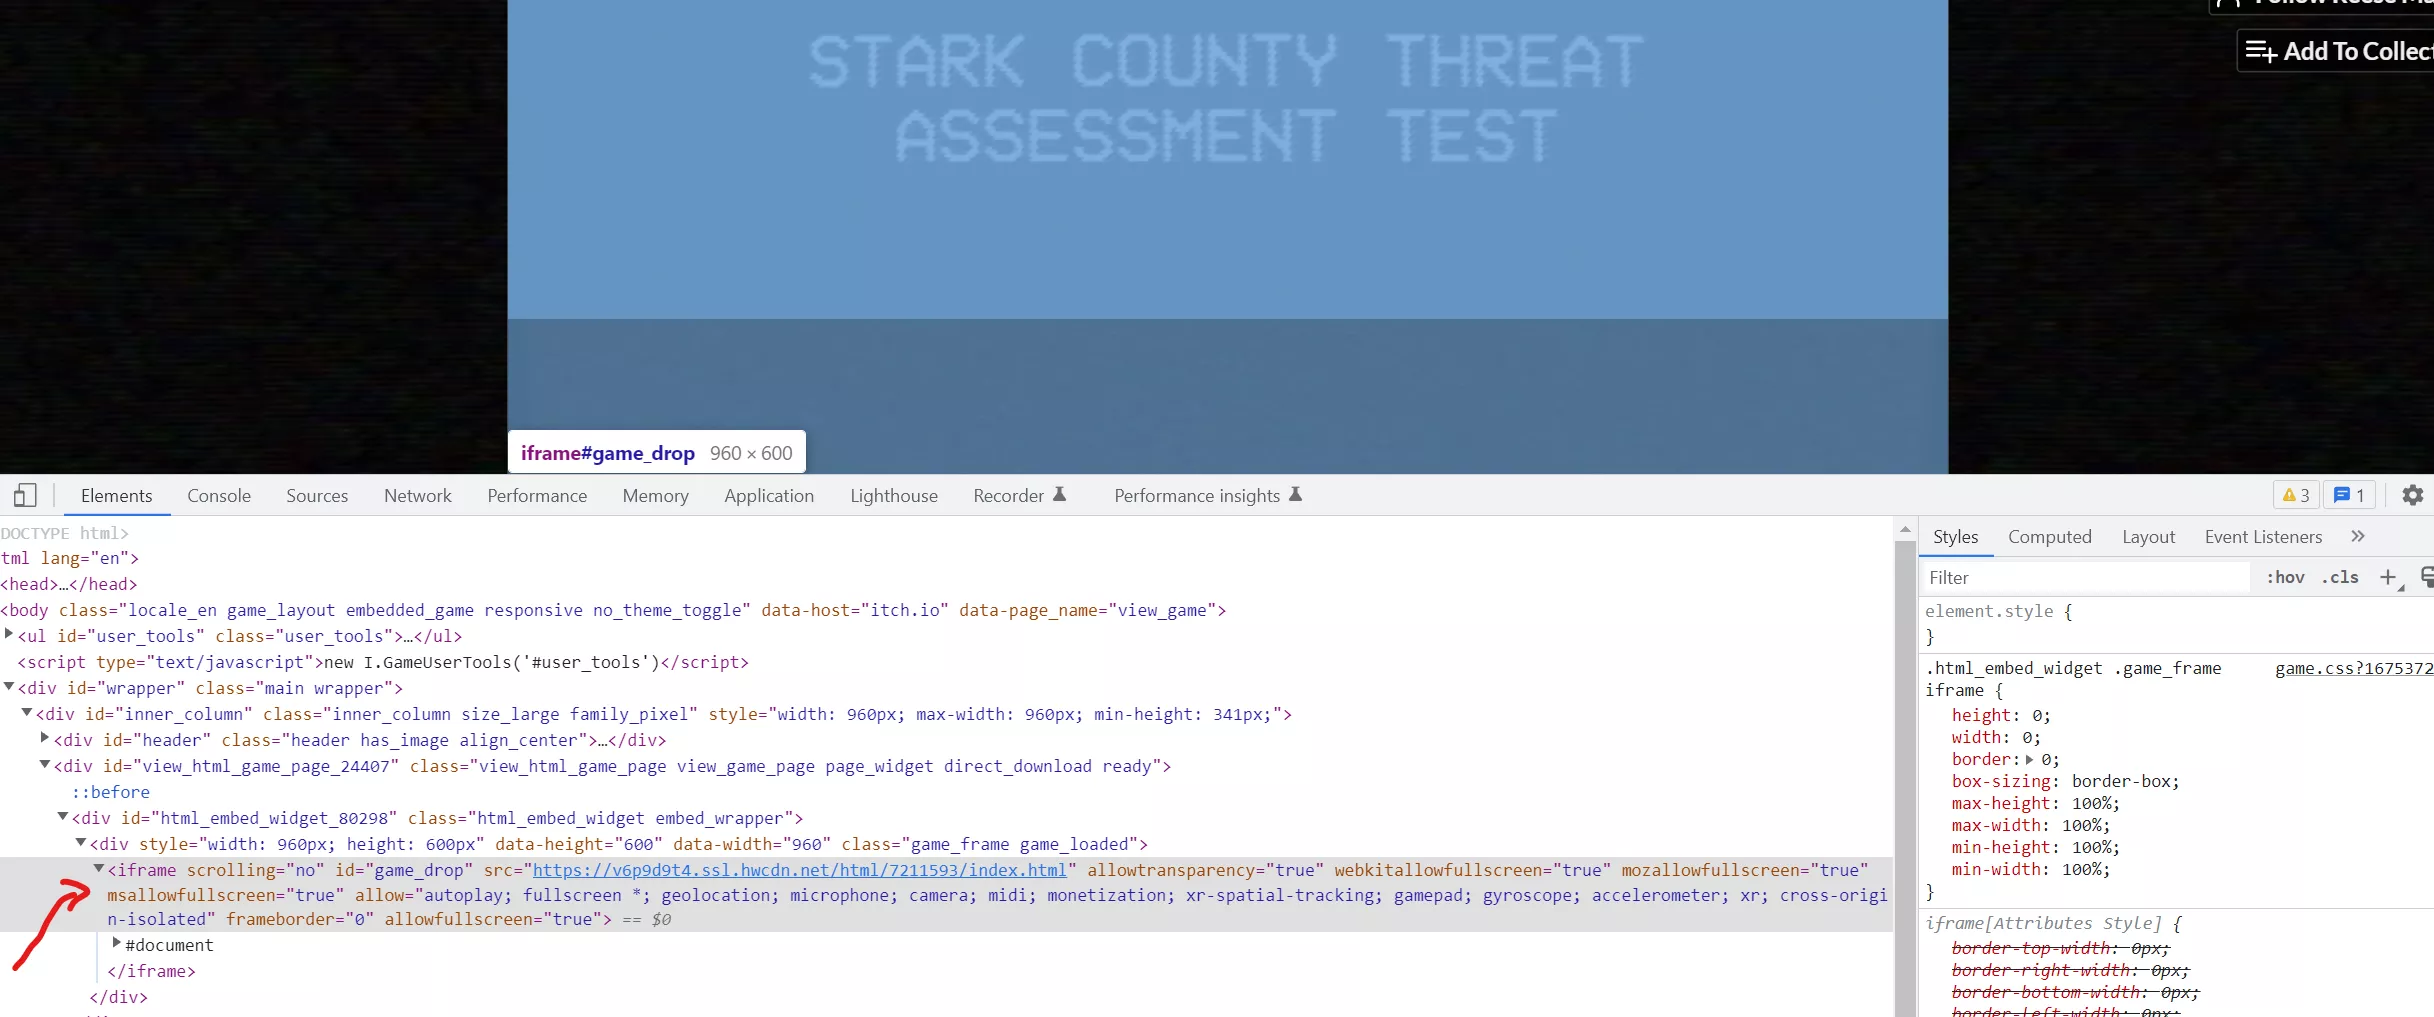 Add To Collect
STARK COUNTY THREAT
ASSESSMENT TEST
iframe#game_drop 960 × 600
Elements Console Sources Network Performance Memory Application Lighthouse Recorder Performance insights 3 1
DOCTYPE html>
tml lang="en">
<head>…</head>
<body class="locale_en game_layout embedded_game responsive no_theme_toggle" data-host="itch.io" data-page_name="view_game">
<ul id="user_tools" class="user_tools">…</ul>
<script type="text/javascript">new I.GameUserTools('#user_tools')</script>
<div id="wrapper" class="main wrapper">
<div id="inner_column" class="inner_column size_large family_pixel" style="width: 960px; max-width: 960px; min-height: 341px;">
<div id="header" class="header has_image align_center">…</div>
<div id="view_html_game_page_24407" class="view_html_game_page view_game_page page_widget direct_download ready">
::before
<div id="html_embed_widget_80298" class="html_embed_widget embed_wrapper">
<div style="width: 960px; height: 600px" data-height="600" data-width="960" class="game_frame game_loaded">
<iframe scrolling="no" id="game_drop" src="https://v6p9d9t4.ssl.hwcdn.net/html/7211593/index.html" allowtransparency="true" webkitallowfullscreen="true" mozallowfullscreen="true"
msallowfullscreen="true" allow="autoplay; fullscreen *; geolocation; microphone; camera; midi; monetization; xr-spatial-tracking; gamepad; gyroscope; accelerometer; xr; cross-origi
n-isolated" frameborder="0" allowfullscreen="true"> == $0
#document
</iframe>
</div>
Styles Computed Layout Event Listeners »
Filter :hov .cls +
element.style {
}
.html_embed_widget .game_frame game.css?1675372
iframe {
height: 0;
width: 0;
border: 0;
box-sizing: border-box;
max-height: 100%;
max-width: 100%;
min-height: 100%;
min-width: 100%;
}
iframe[Attributes Style] {
border-top-width: 0px;
border-right-width: 0px;
border-bottom-width: 0px;
border-left-width: 0px;